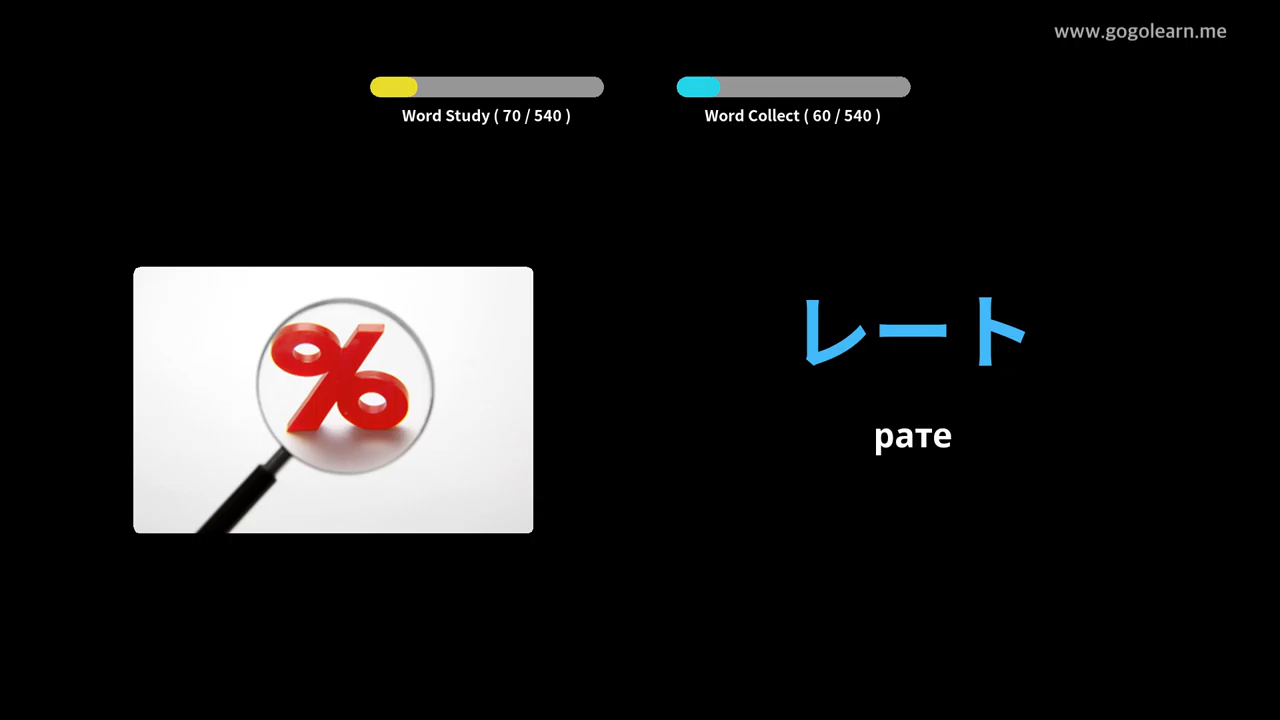 www.gogolearn.me
Word Study ( 70 / 540 )
Word Collect ( 60 / 540 )
%
レート
рате